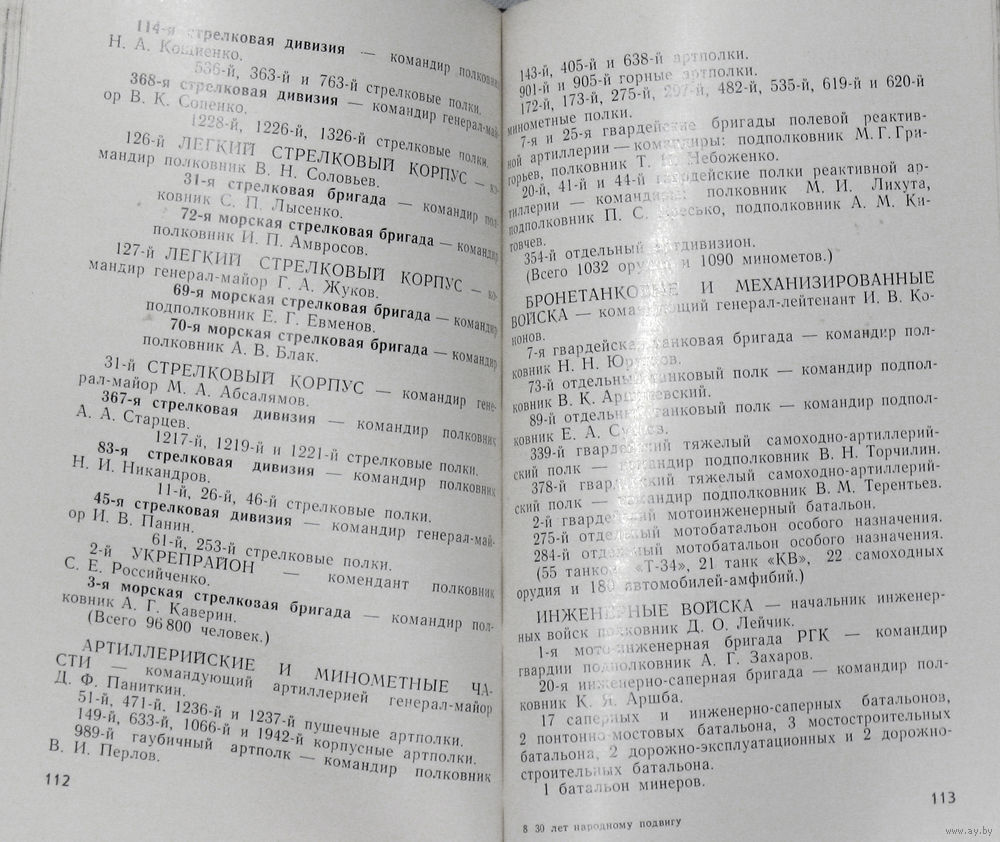 114-я стрелковая дивизия — командир полковник
Н. А. Кощиенко.
536-й, 363-й и 763-й стрелковые полки.
368-я стрелковая дивизия — командир генерал-май-
ор В. К. Сопенко.
1228-й, 1226-й, 1326-й стрелковые полки.
126-й ЛЕГКИЙ СТРЕЛКОВЫЙ КОРПУС — ко-
мандир полковник В. Н. Соловьев.
31-я стрелковая бригада — командир пол-
ковник С. П. Лысенко.
72-я морская стрелковая бригада — командир
полковник И. П. Амвросов.
127-й ЛЕГКИЙ СТРЕЛКОВЫЙ КОРПУС — ко-
мандир генерал-майор Г. А. Жуков.
69-я морская стрелковая бригада — командир
подполковник Е. Г. Евменов.
70-я морская стрелковая бригада — командир
полковник А. В. Блак.
31-й СТРЕЛКОВЫЙ КОРПУС — командир гене-
рал-майор М. А. Абсалямов.
367-я стрелковая дивизия — командир полковник
А. А. Старцев.
1217-й, 1219-й и 1221-й стрелковые полки.
83-я стрелковая дивизия — командир полковник
Н. И. Никандров.
11-й, 26-й, 46-й стрелковые полки.
45-я стрелковая дивизия — командир генерал-май-
ор И. В. Панин.
61-й, 253-й стрелковые полки.
2-й УКРЕПРАЙОН — комендант полковник
С. Е. Российченко.
3-я морская стрелковая бригада — командир пол-
ковник А. Г. Каверин.
(Всего 96 800 человек.)
АРТИЛЛЕРИЙСКИЕ И МИНОМЕТНЫЕ ЧА-
СТИ — командующий артиллерией генерал-майор
Д. Ф. Паниткин.
51-й, 471-й, 1236-й и 1237-й пушечные артполки.
149-й, 633-й, 1066-й и 1942-й корпусные артполки.
989-й гаубичный артполк — командир полковник
В. И. Перлов.
112
143-й, 405-й и 638-й артполки.
901-й и 905-й горные артполки.
172-й, 173-й, 275-й, 297-й, 482-й, 535-й, 619-й и 620-й
минометные полки.
7-я и 25-я гвардейские бригады полевой реактив-
ной артиллерии — командиры: подполковник М. Г. Гри-
горьев, полковник Т. Небоженко.
20-й, 41-й и 44-й гвардейские полки реактивной ар-
тиллерии — командиры: полковник М. И. Лихута,
подполковник П. С. подполковник А. М. Ки-
товчев.
354-й отдельный артдивизион.
(Всего 1032 орудия и 1090 минометов.)
БРОНЕТАНКОВЫЕ И МЕХАНИЗИРОВАННЫЕ
ВОЙСКА — командующий генерал-лейтенант И. В. Ко-
нонов.
7-я гвардейская танковая бригада — командир пол-
ковник Н. Н.
73-й отдельный танковый полк — командир подпол-
ковник В. К.
89-й отдельный танковый полк — командир подпол-
ковник Е. А.
339-й гвардейский тяжелый самоходно-артиллерий-
ский полк — командир подполковник В. Н. Торчилин.
378-й гвардейский тяжелый самоходно-артиллерий-
ский полк — командир подполковник В. М. Терентьев.
2-й гвардейский мотоинженерный батальон.
275-й отдельный мотобатальон особого назначения.
284-й отдельный мотобатальон особого назначения.
(55 танков «Т-34», 21 танк «КВ», 22 самоходных
орудия и 180 автомобилей-амфибий.)
ИНЖЕНЕРНЫЕ ВОЙСКА — начальник инженер-
ных войск полковник Д. О. Лейчик.
1-я мото-инженерная бригада РГК — командир
гвардии подполковник А. Г. Захаров.
20-я инженерно-саперная бригада — командир пол-
ковник К. Я. Аршба.
17 саперных и инженерно-саперных батальонов,
2 понтонно-мостовых батальона, 3 мостостроительных
батальона, 2 дорожно-эксплуатационных и 2 дорожно-
строительных батальона.
1 батальон минеров.
8 30 лет народному подвигу
113
www.ay.by